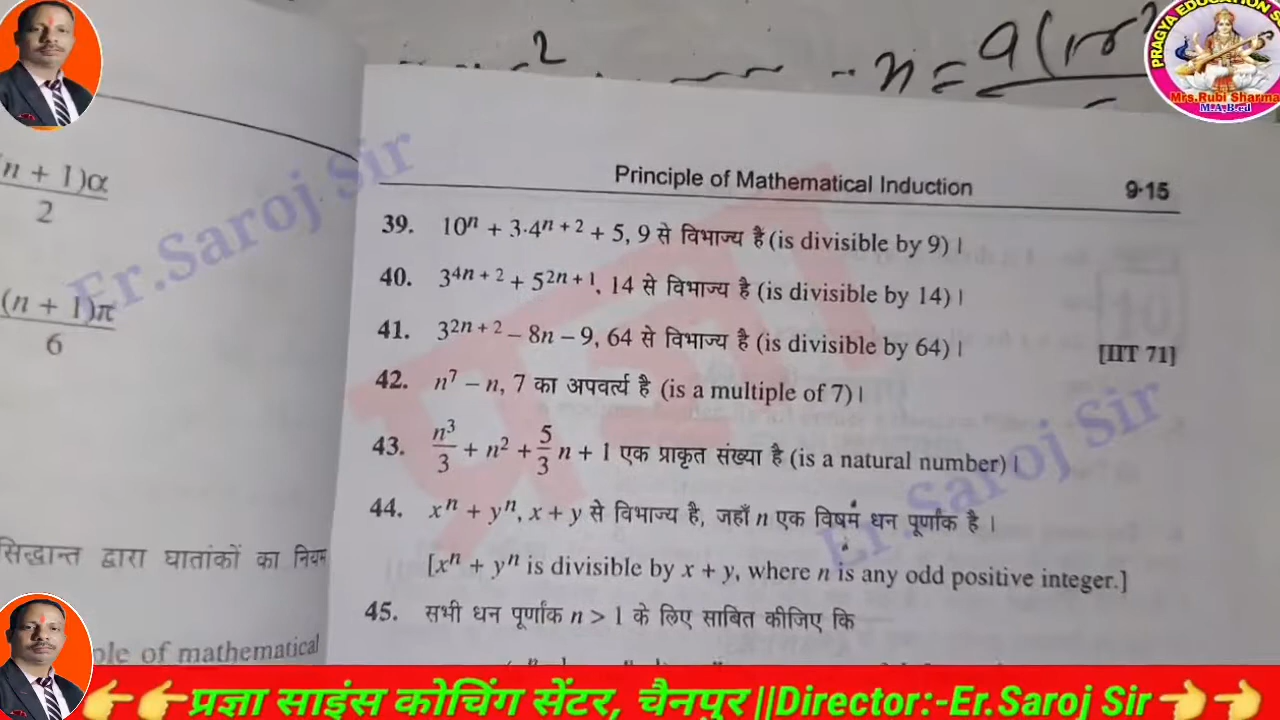 n = 9(
PRAGYA EDUCATION
Mrs.Rubi Sharma
M.A,B.ed
n + 1)α
2
(n + 1)π
6
सिद्धान्त द्वारा घातांकों का नियम
ple of mathematical
Principle of Mathematical Induction 9·15
39. 10ⁿ + 3·4ⁿ ⁺ ² + 5, 9 से विभाज्य हैं (is divisible by 9)।
40. 3⁴ⁿ ⁺ ² + 5²ⁿ ⁺ ¹, 14 से विभाज्य है (is divisible by 14)।
41. 3²ⁿ ⁺ ² – 8n – 9, 64 से विभाज्य है (is divisible by 64)। [IIT 71]
42. n⁷ – n, 7 का अपवर्त्य है (is a multiple of 7)।
43. n³/3 + n² + 5/3 n + 1 एक प्राकृत संख्या है (is a natural number)।
44. xⁿ + yⁿ, x + y से विभाज्य है, जहाँ n एक विषम धन पूर्णांक है ।
[xⁿ + yⁿ is divisible by x + y, where n is any odd positive integer.]
45. सभी धन पूर्णांक n > 1 के लिए साबित कीजिए कि
Er.Saroj Sir
Er.Saroj Sir
प्रज्ञा
👉👉प्रज्ञा साइंस कोचिंग सेंटर, चैनपुर||Director:-Er.Saroj Sir👈👈